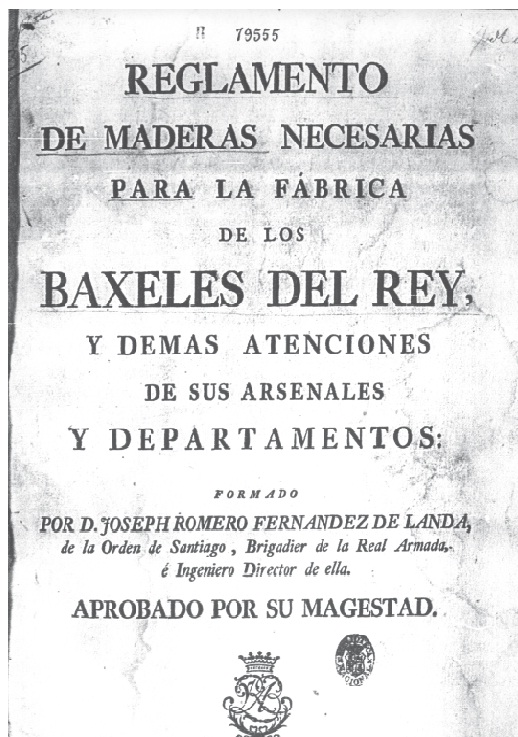 79555
REGLAMENTO
DE MADERAS NECESARIAS
PARA LA FÁBRICA
DE LOS
BAXELES DEL REY,
Y DEMAS ATENCIONES
DE SUS ARSENALES
Y DEPARTAMENTOS:
FORMADO
POR D. JOSEPH ROMERO FERNANDEZ DE LANDA,
de la Orden de Santiago, Brigadier de la Real Armada,
é Ingeniero Director de ella.
APROBADO POR SU MAGESTAD.